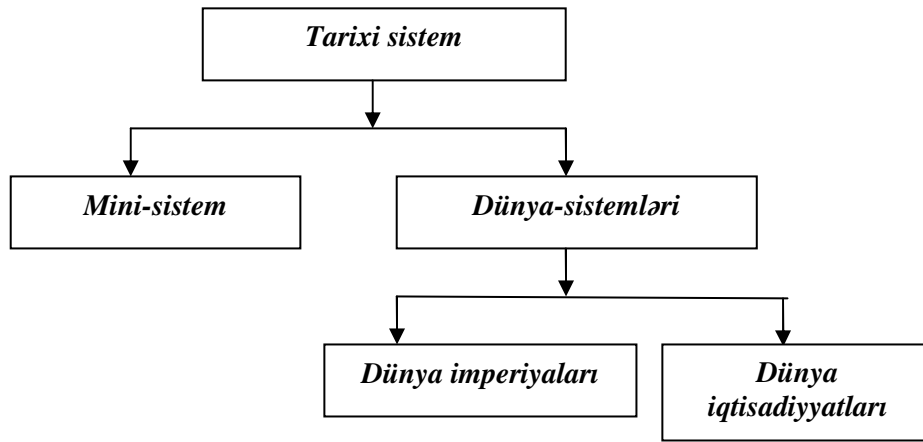 Tarixi sistem
Mini-sistem
Dünya-sistemləri
Dünya imperiyaları
Dünya
iqtisadiyyatları